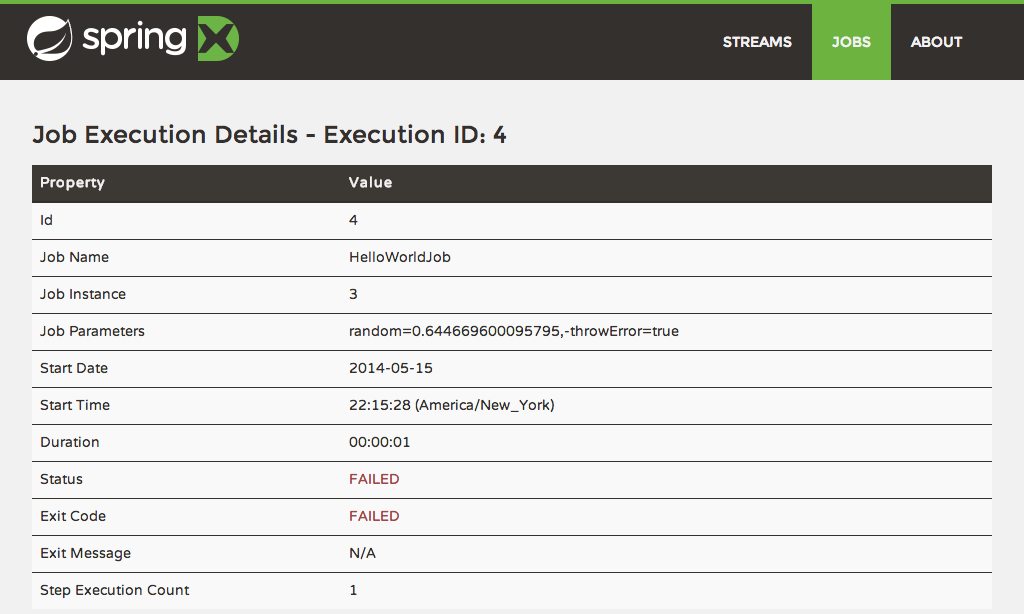 spring XD
STREAMS JOBS ABOUT
Job Execution Details - Execution ID: 4
Property Value
Id 4
Job Name HelloWorldJob
Job Instance 3
Job Parameters random=0.644669600095795,-throwError=true
Start Date 2014-05-15
Start Time 22:15:28 (America/New_York)
Duration 00:00:01
Status FAILED
Exit Code FAILED
Exit Message N/A
Step Execution Count 1